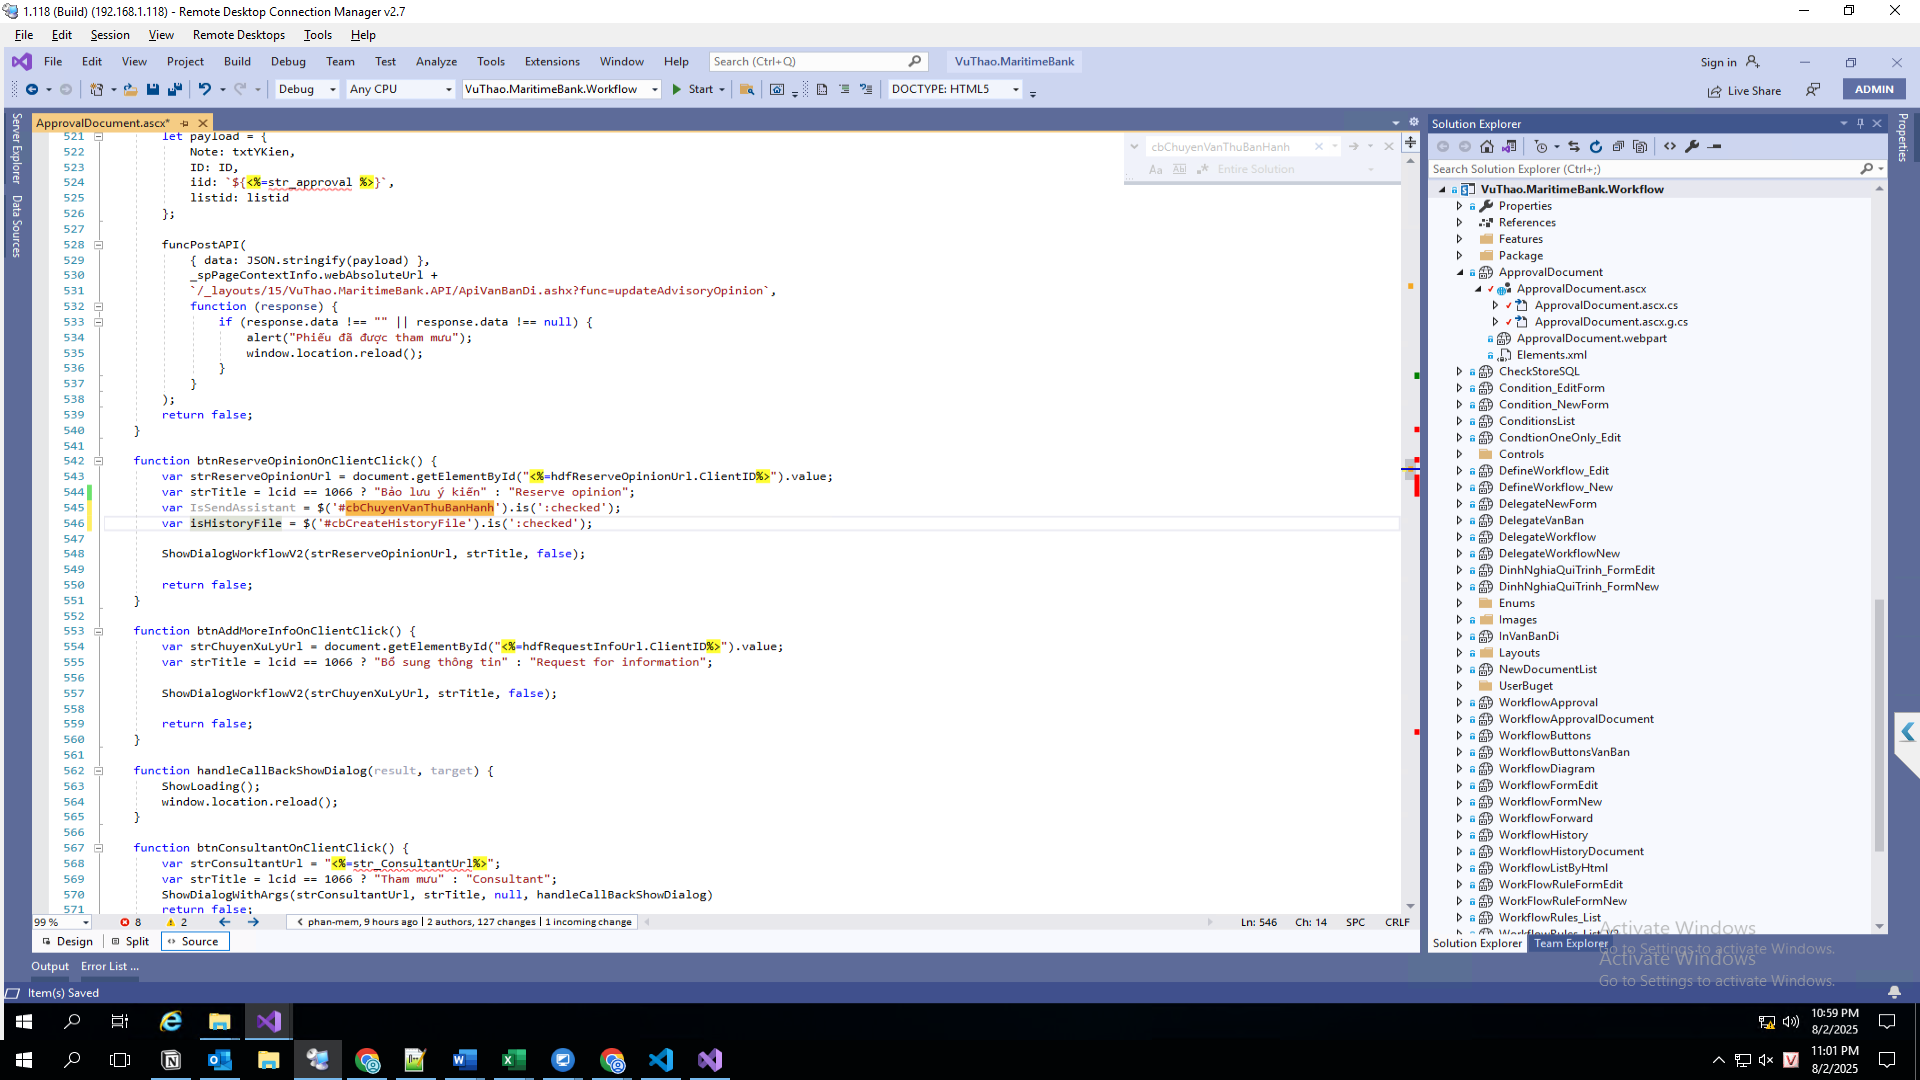 1.118 (Build) (192.168.1.118) - Remote Desktop Connection Manager v2.7
File Edit Session View Remote Desktops Tools Help
File Edit View Project Build Debug Team Test Analyze Tools Extensions Window Help Search (Ctrl+Q) VuThao.MaritimeBank Sign in
Debug Any CPU VuThao.MaritimeBank.Workflow Start DOCTYPE: HTML5 Live Share ADMIN
Server Explorer
Data Sources
ApprovalDocument.ascx*
cbChuyenVanThuBanHanh
Aa Entire Solution
521 let payload = {
522 Note: txtYKien,
523 ID: ID,
524 iid: `${<%=str_approval %>}`,
525 listid: listid
526 };
527
528 funcPostAPI(
529 { data: JSON.stringify(payload) },
530 _spPageContextInfo.webAbsoluteUrl +
531 `/_layouts/15/VuThao.MaritimeBank.API/ApiVanBanDi.ashx?func=updateAdvisoryOpinion`,
532 function (response) {
533 if (response.data !== "" || response.data !== null) {
534 alert("Phiếu đã được tham mưu");
535 window.location.reload();
536 }
537 }
538 );
539 return false;
540 }
541
542 function btnReserveOpinionOnClientClick() {
543 var strReserveOpinionUrl = document.getElementById("<%=hdfReserveOpinionUrl.ClientID%>").value;
544 var strTitle = lcid == 1066 ? "Bảo lưu ý kiến" : "Reserve opinion";
545 var IsSendAssistant = $('#cbChuyenVanThuBanHanh').is(':checked');
546 var isHistoryFile = $('#cbCreateHistoryFile').is(':checked');
547
548 ShowDialogWorkflowV2(strReserveOpinionUrl, strTitle, false);
549
550 return false;
551 }
552
553 function btnAddMoreInfoOnClientClick() {
554 var strChuyenXuLyUrl = document.getElementById("<%=hdfRequestInfoUrl.ClientID%>").value;
555 var strTitle = lcid == 1066 ? "Bổ sung thông tin" : "Request for information";
556
557 ShowDialogWorkflowV2(strChuyenXuLyUrl, strTitle, false);
558
559 return false;
560 }
561
562 function handleCallBackShowDialog(result, target) {
563 ShowLoading();
564 window.location.reload();
565 }
566
567 function btnConsultantOnClientClick() {
568 var strConsultantUrl = "<%=str_ConsultantUrl%>";
569 var strTitle = lcid == 1066 ? "Tham mưu" : "Consultant";
570 ShowDialogWithArgs(strConsultantUrl, strTitle, null, handleCallBackShowDialog)
571 return false;
99 % 8 2 phan-mem, 9 hours ago | 2 authors, 127 changes | 1 incoming change Ln: 546 Ch: 14 SPC CRLF
Design Split Source
Output Error List ...
Item(s) Saved
Solution Explorer
Search Solution Explorer (Ctrl+;)
VuThao.MaritimeBank.Workflow
Properties
References
Features
Package
ApprovalDocument
ApprovalDocument.ascx
ApprovalDocument.ascx.cs
ApprovalDocument.ascx.g.cs
ApprovalDocument.webpart
Elements.xml
CheckStoreSQL
Condition_EditForm
Condition_NewForm
ConditionsList
CondtionOneOnly_Edit
Controls
DefineWorkflow_Edit
DefineWorkflow_New
DelegateNewForm
DelegateVanBan
DelegateWorkflow
DelegateWorkflowNew
DinhNghiaQuiTrinh_FormEdit
DinhNghiaQuiTrinh_FormNew
Enums
Images
InVanBanDi
Layouts
NewDocumentList
UserBuget
WorkflowApproval
WorkflowApprovalDocument
WorkflowButtons
WorkflowButtonsVanBan
WorkflowDiagram
WorkflowFormEdit
WorkflowFormNew
WorkflowForward
WorkflowHistory
WorkflowHistoryDocument
WorkflowListByHtml
WorkFlowRuleFormEdit
WorkFlowRuleFormNew
WorkflowRules_List
WorkflowRules_List_V2
Solution Explorer Team Explorer
Properties
Activate Windows
Go to Settings to activate Windows.
Activate Windows
Go to Settings to activate Windows.
10:59 PM
8/2/2025
11:01 PM
8/2/2025